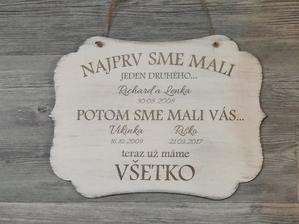 NAJPRV SME MALI
JEDEN DRUHÉHO...
Richard a Lenka
30.08.2008
POTOM SME MALI VÁS...
Vikinka Riško
16.10.2009 21.03.2017
teraz už máme
VŠETKO